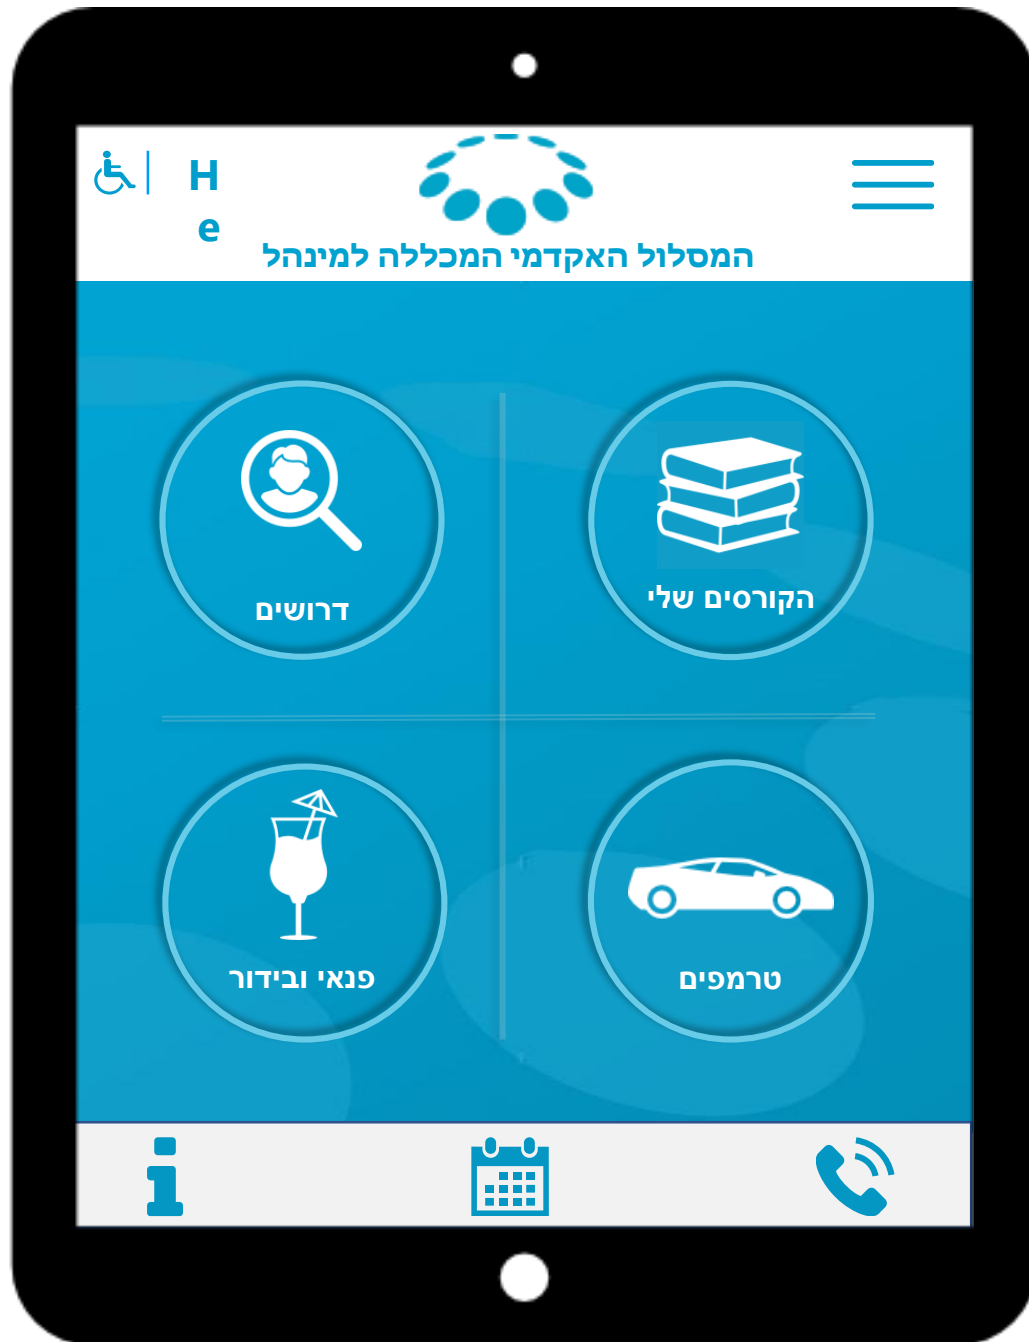 H
e
המסלול האקדמי המכללה למינהל
הקורסים שלי
דרושים
טרמפים
פנאי ובידור